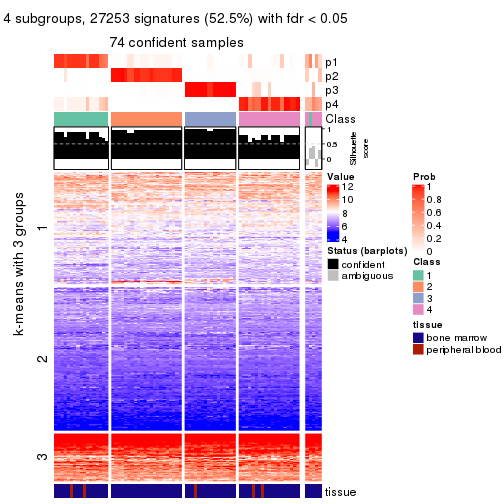 4 subgroups, 27253 signatures (52.5%) with fdr < 0.05
74 confident samples
p1
p2
p3
p4
Class
1
0.5
0
Silhouette
score
k-means with 3 groups
1
2
3
tissue
Value
12
10
8
6
4
Status (barplots)
confident
ambiguous
Prob
1
0.8
0.6
0.4
0.2
0
Class
1
2
3
4
tissue
bone marrow
peripheral blood